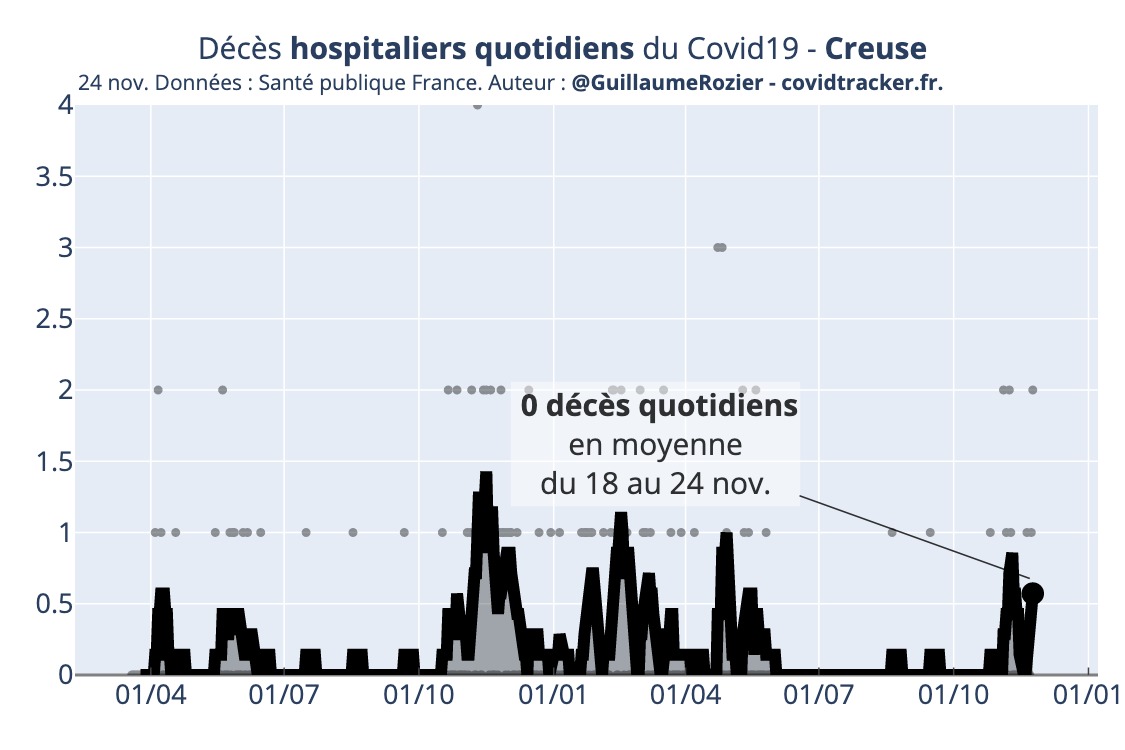 Décès hospitaliers quotidiens du Covid19 - Creuse
24 nov. Données : Santé publique France. Auteur : @GuillaumeRozier - covidtracker.fr.
4
3.5
3
2.5
2
1.5
1
0.5
0
0 décès quotidiens
en moyenne
du 18 au 24 nov.
01/04 01/07 01/10 01/01 01/04 01/07 01/10 01/01